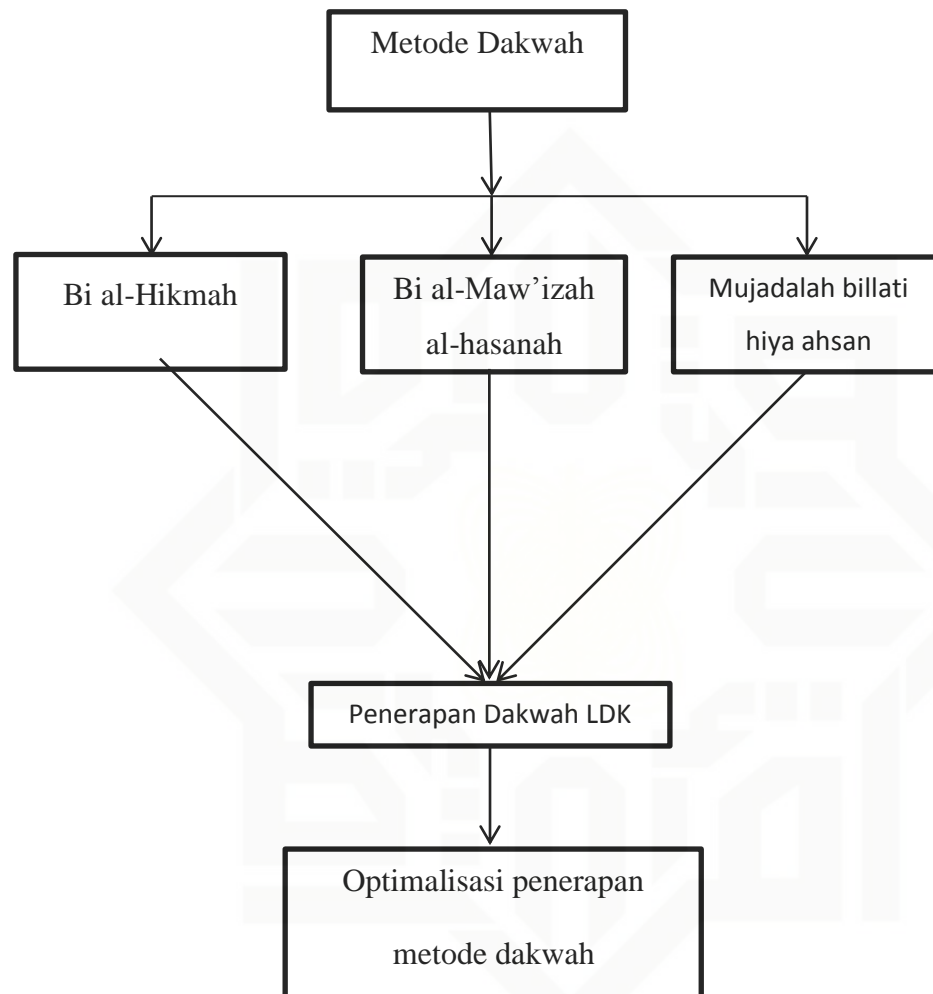 Metode Dakwah
Bi al-Hikmah
Bi al-Maw’izah
al-hasanah
Mujadalah billati
hiya ahsan
Penerapan Dakwah LDK
Optimalisasi penerapan
metode dakwah